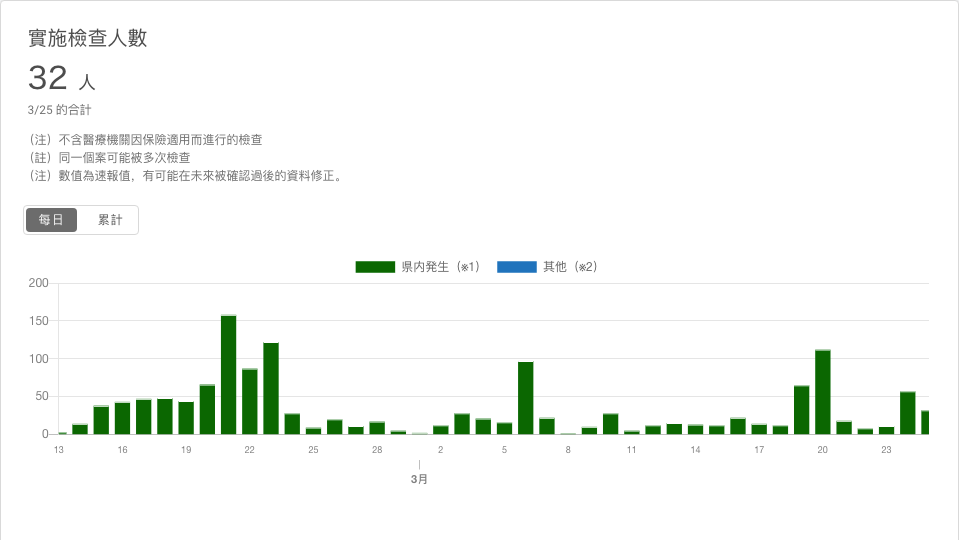 實施檢查人數
32 人
3/25 的合計
（注）不含醫療機關因保險適用而進行的檢查
（註）同一個案可能被多次檢查
（注）數值為速報值，有可能在未來被確認過後的資料修正。
每日 累計
県内発生（※1） 其他（※2）
200
150
100
50
0
13 16 19 22 25 28 2 5 8 11 14 17 20 23
3月